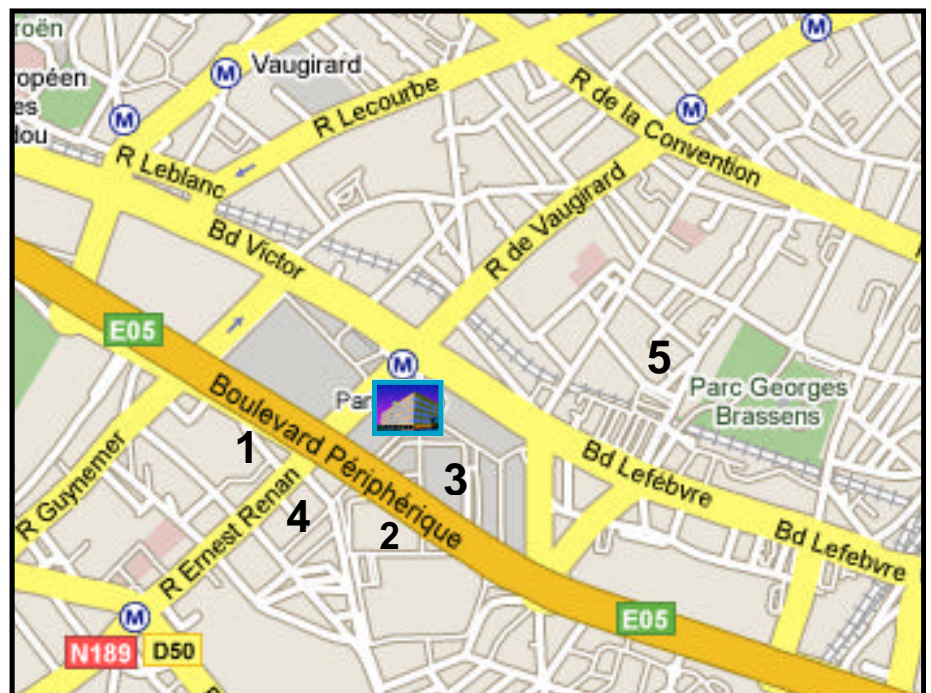 roën
ropéen
es
dou
M
Vaugirard
M
M
M
R Lecourbe
R de la Convention
R Leblanc
R de Vaugirard
Bd Victor
E05
M
5
Parc Georges
Brassens
Par
Boulevard Périphérique
1
3
R Guynemer
Bd Lefebvre
R Ernest Renan
4
2
Bd Lefebvre
M
E05
N189
D50